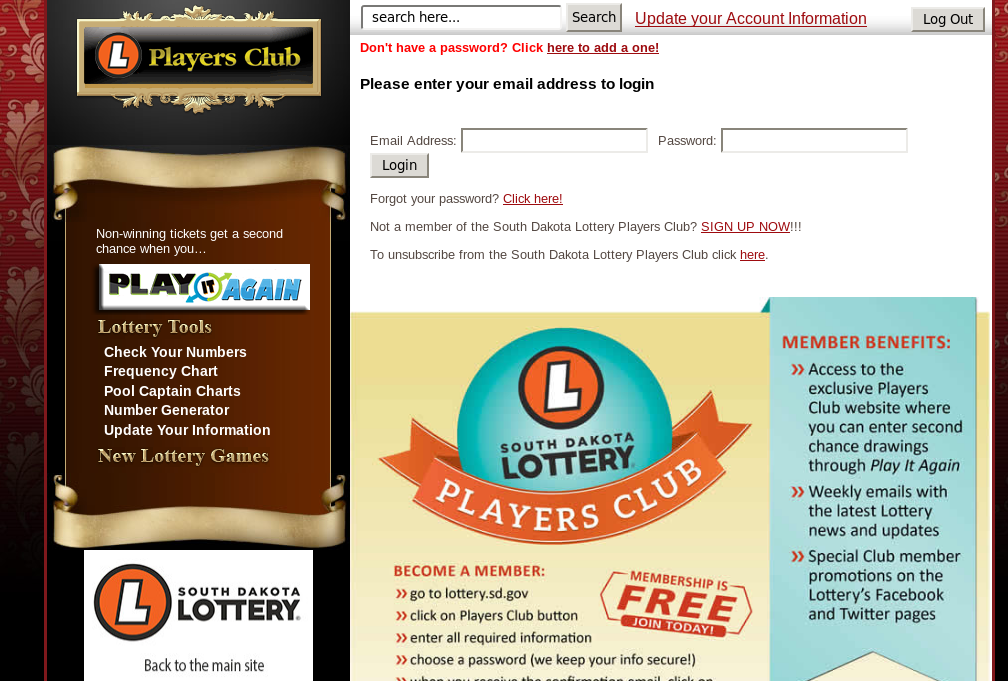 search here...
Search
Update your Account Information
Log Out
L Players Club
Don't have a password? Click here to add a one!
Please enter your email address to login
Email Address:
Password:
Login
Forgot your password? Click here!
Not a member of the South Dakota Lottery Players Club? SIGN UP NOW!!!
To unsubscribe from the South Dakota Lottery Players Club click here.
Non-winning tickets get a second
chance when you...
PLAY IT AGAIN
Lottery Tools
Check Your Numbers
Frequency Chart
Pool Captain Charts
Number Generator
Update Your Information
New Lottery Games
L SOUTH DAKOTA
LOTTERY
Back to the main site
L
SOUTH DAKOTA
LOTTERY
PLAYERS CLUB
BECOME A MEMBER:
go to lottery.sd.gov
click on Players Club button
enter all required information
choose a password (we keep your info secure!)
when you receive the confirmation email, click on
MEMBERSHIP IS
FREE
JOIN TODAY!
MEMBER BENEFITS:
Access to the
exclusive Players
Club website where
you can enter second
chance drawings
through Play It Again
Weekly emails with
the latest Lottery
news and updates
Special Club member
promotions on the
Lottery's Facebook
and Twitter pages